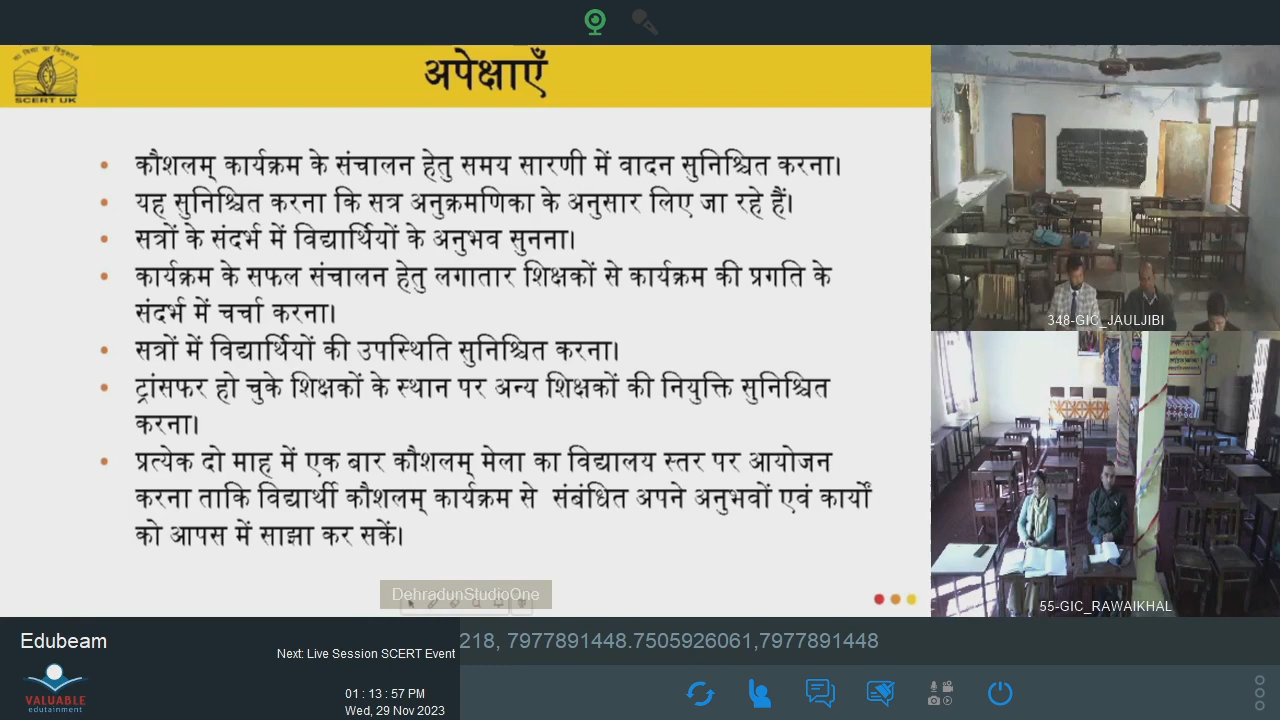 SCERT UK
अपेक्षाएँ
• कौशलम् कार्यक्रम के संचालन हेतु समय सारणी में वादन सुनिश्चित करना।
• यह सुनिश्चित करना कि सत्र अनुक्रमणिका के अनुसार लिए जा रहे हैं।
• सत्रों के संदर्भ में विद्यार्थियों के अनुभव सुनना।
• कार्यक्रम के सफल संचालन हेतु लगातार शिक्षकों से कार्यक्रम की प्रगति के
संदर्भ में चर्चा करना।
• सत्रों में विद्यार्थियों की उपस्थिति सुनिश्चित करना।
• ट्रांसफर हो चुके शिक्षकों के स्थान पर अन्य शिक्षकों की नियुक्ति सुनिश्चित
करना।
• प्रत्येक दो माह में एक बार कौशलम् मेला का विद्यालय स्तर पर आयोजन
करना ताकि विद्यार्थी कौशलम् कार्यक्रम से संबंधित अपने अनुभवों एवं कार्यों
को आपस में साझा कर सकें।
DehradunStudioOne
348-GIC_JAULJIBI
55-GIC_RAWAIKHAL
Edubeam
218, 7977891448.7505926061,7977891448
Next: Live Session SCERT Event
VALUABLE
edutainment
01 : 13 : 57 PM
Wed, 29 Nov 2023